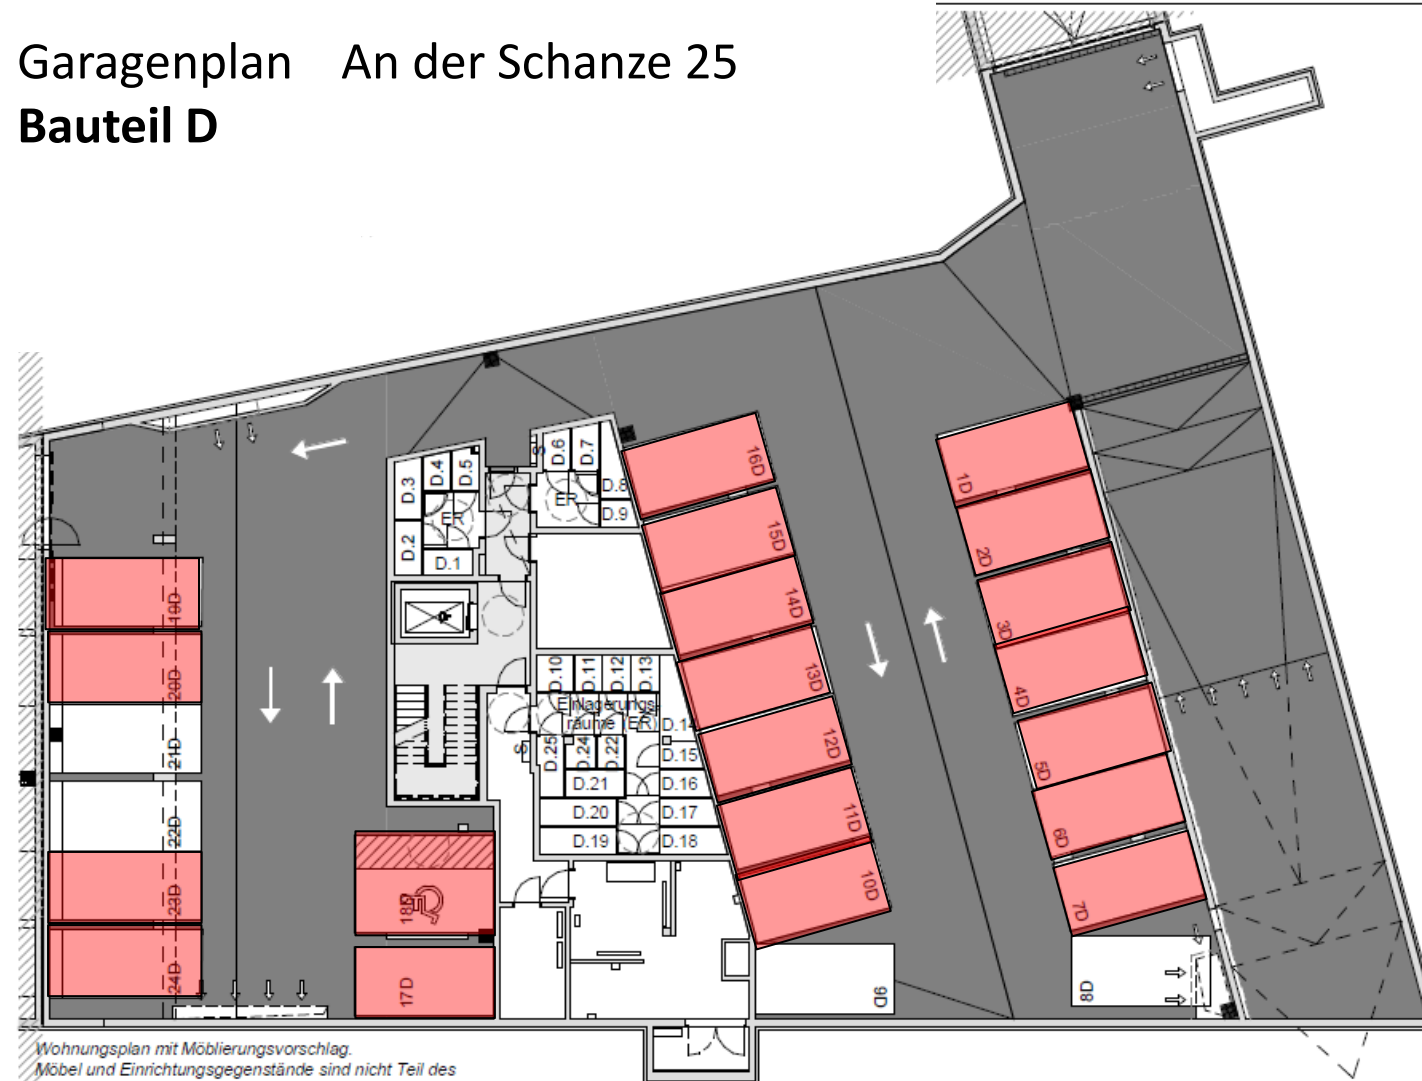 Garagenplan An der Schanze 25
Bauteil D
D.6
D.7
S
D.5
D.4
D.3
D.8
ER
ER
D.9
D.2
D.1
16D
1D
15D
2D
14D
19D
3D
13D
20D
4D
D.10
D.11
D.12
D.13
Einlagerungs-
räume (ER)
D.14
S
D.25
D.24
D.22
D.15
12D
21D
5D
D.21
D.16
D.20
D.17
11D
22D
6D
D.19
D.18
10D
23D
18D
7D
24D
17D
9D
8D
Wohnungsplan mit Möblierungsvorschlag.
Möbel und Einrichtungsgegenstände sind nicht Teil des